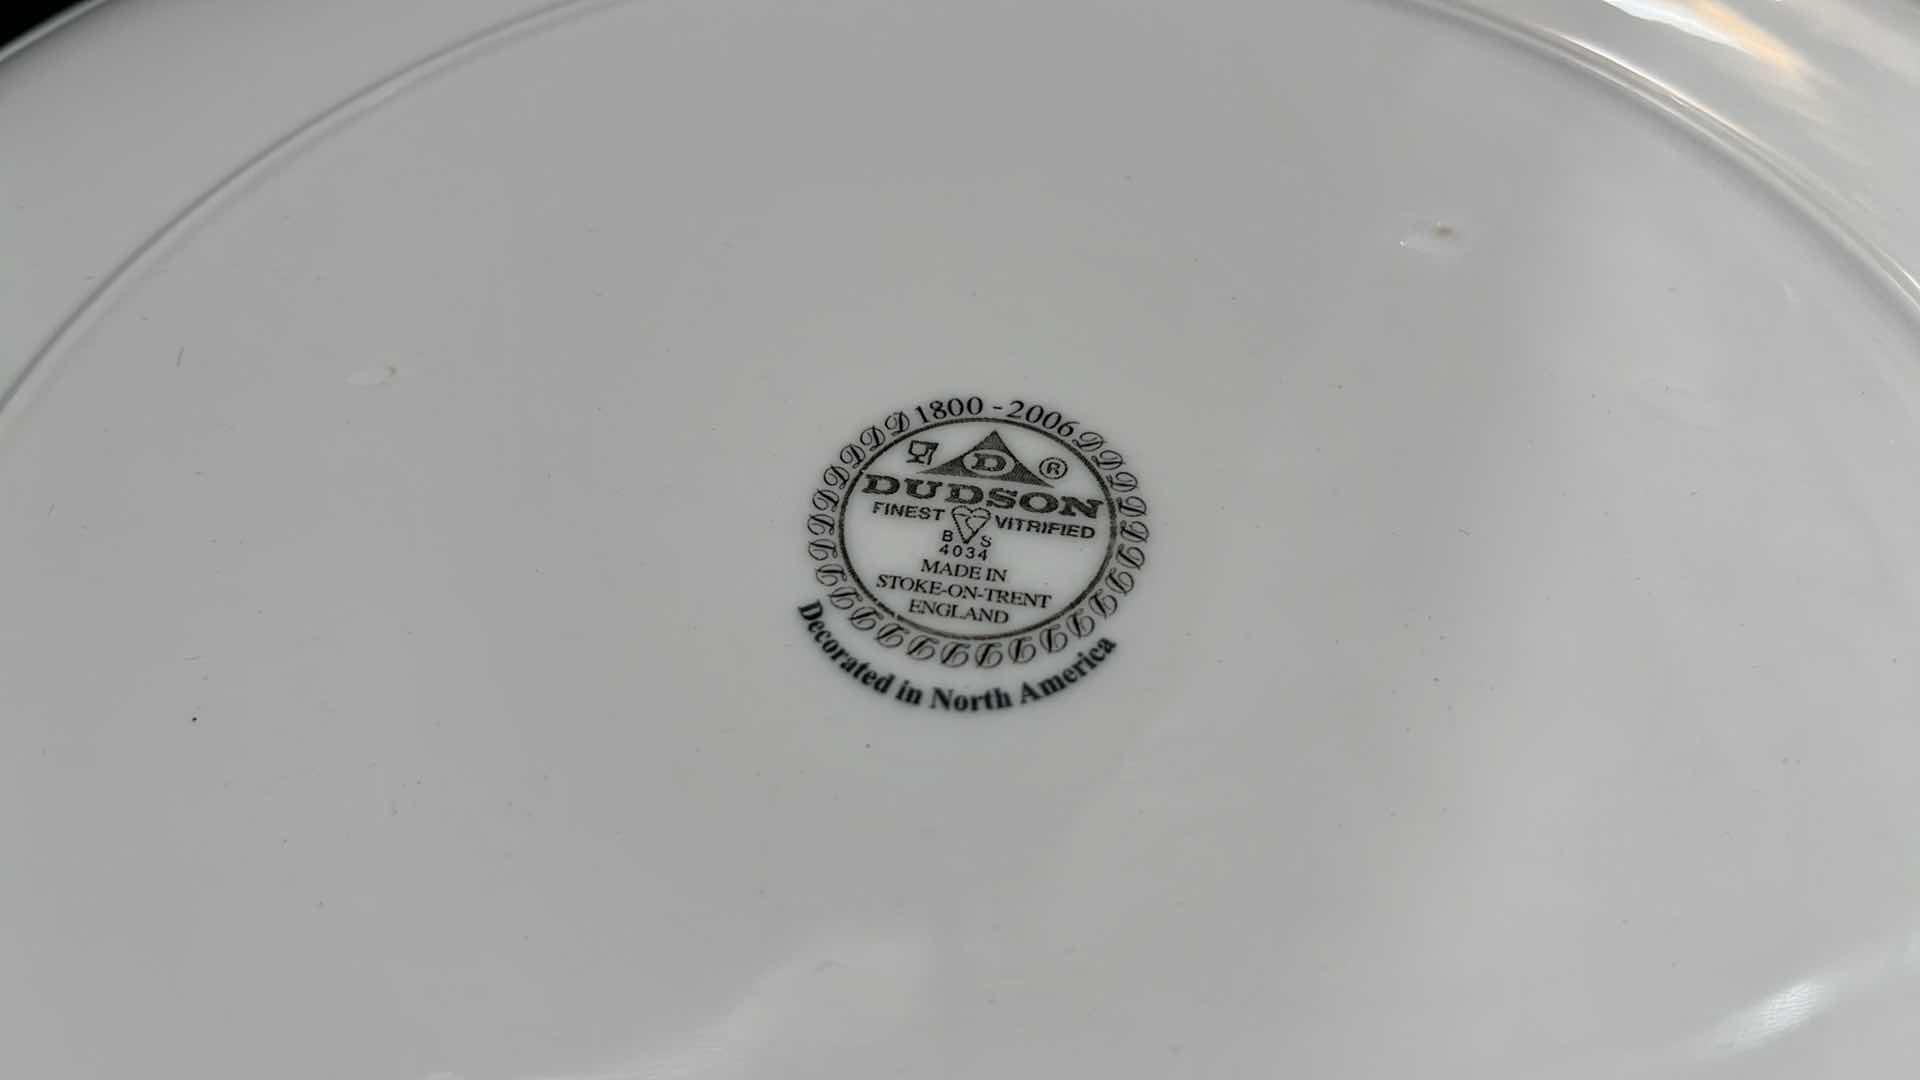 1800 - 2006
D ®
DUDSON
FINEST VITRIFIED
B S
4034
MADE IN
STOKE-ON-TRENT
ENGLAND
Decorated in North America